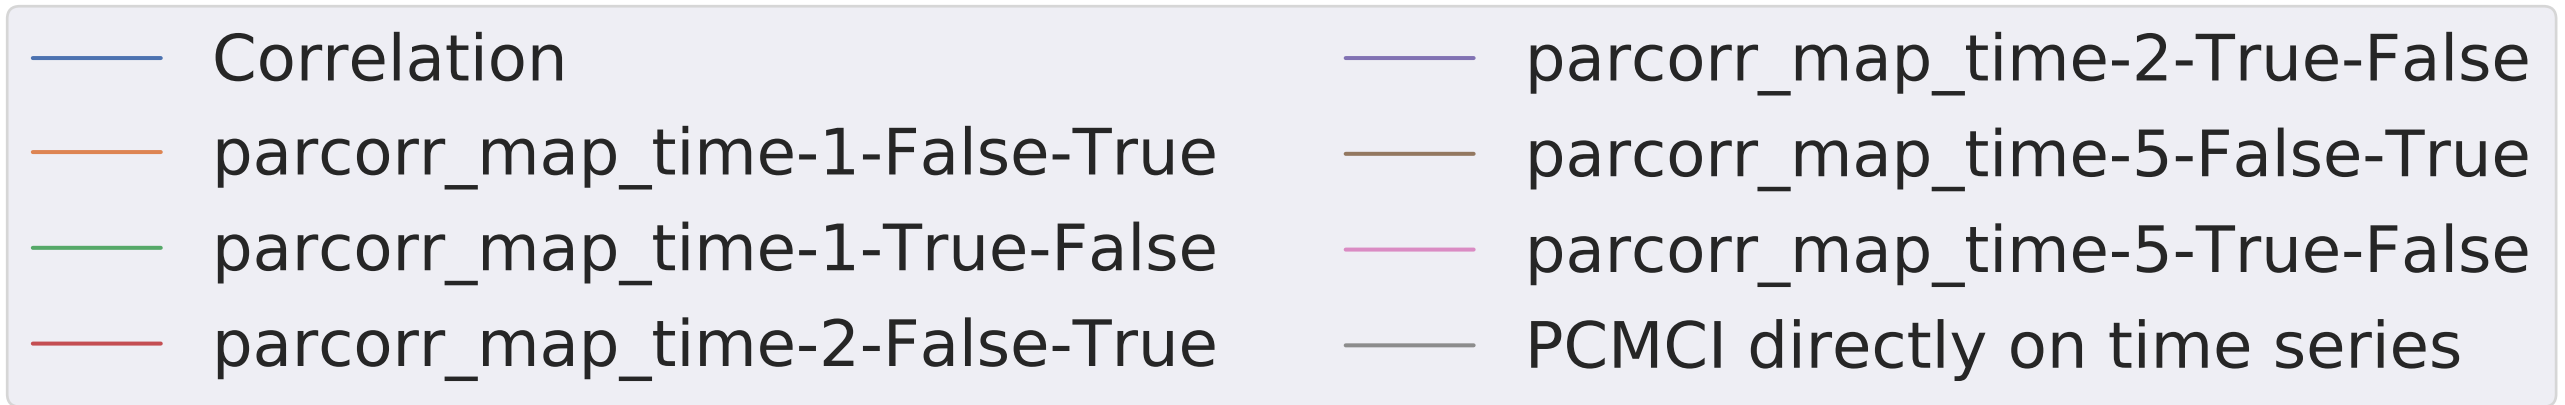 Correlation
parcorr_map_time-1-False-True
parcorr_map_time-1-True-False
parcorr_map_time-2-False-True
parcorr_map_time-2-True-False
parcorr_map_time-5-False-True
parcorr_map_time-5-True-False
PCMCI directly on time series